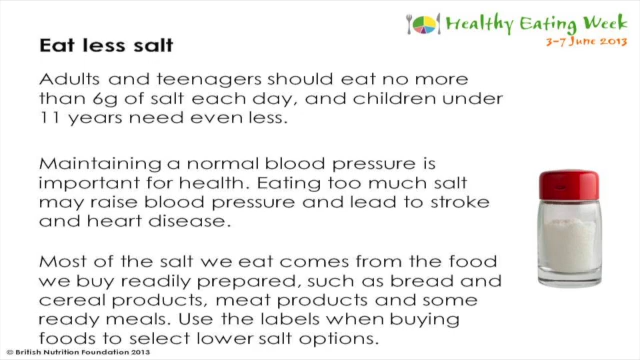 Healthy Eating Week
3-7 June 2013
Eat less salt
Adults and teenagers should eat no more
than 6g of salt each day, and children under
11 years need even less.
Maintaining a normal blood pressure is
important for health. Eating too much salt
may raise blood pressure and lead to stroke
and heart disease.
Most of the salt we eat comes from the food
we buy readily prepared, such as bread and
cereal products, meat products and some
ready meals. Use the labels when buying
foods to select lower salt options.
© British Nutrition Foundation 2013